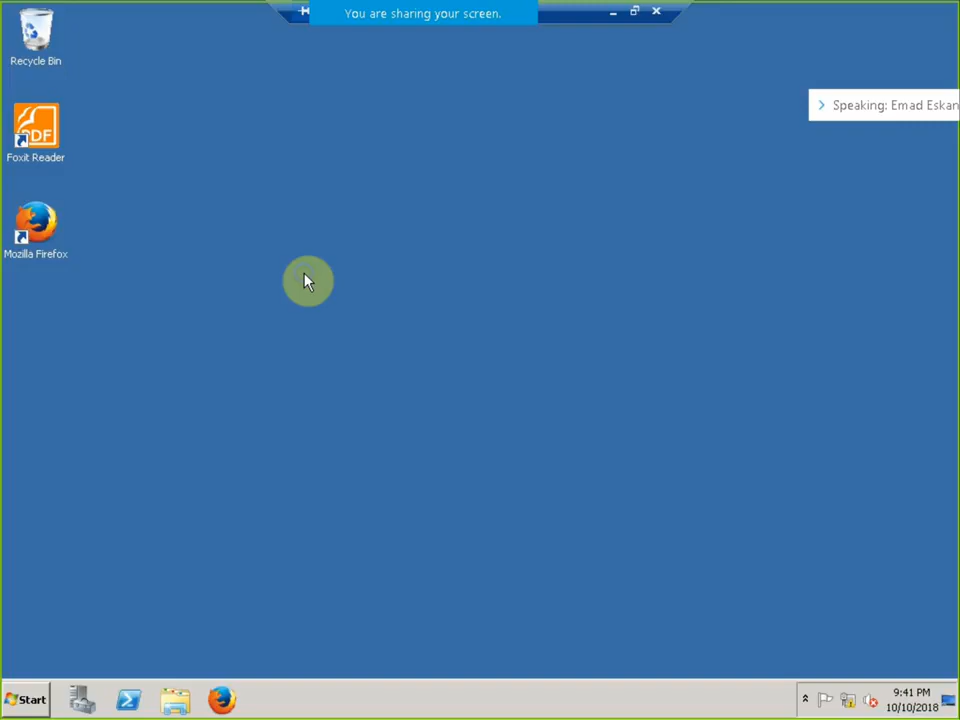 You are sharing your screen.
Recycle Bin
Speaking: Emad Eskan
PDF
Foxit Reader
Mozilla Firefox
Start
9:41 PM
10/10/2018